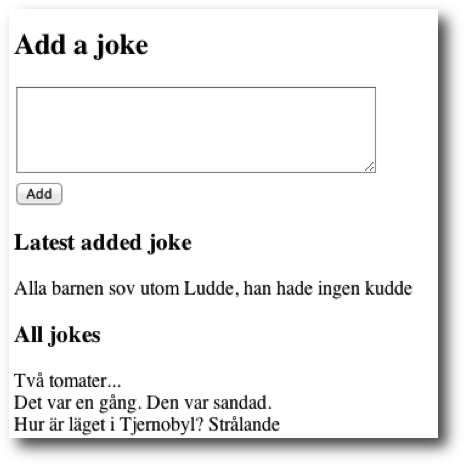 Add a joke
Add
Latest added joke
Alla barnen sov utom Ludde, han hade ingen kudde
All jokes
Två tomater...
Det var en gång. Den var sandad.
Hur är läget i Tjernobyl? Strålande